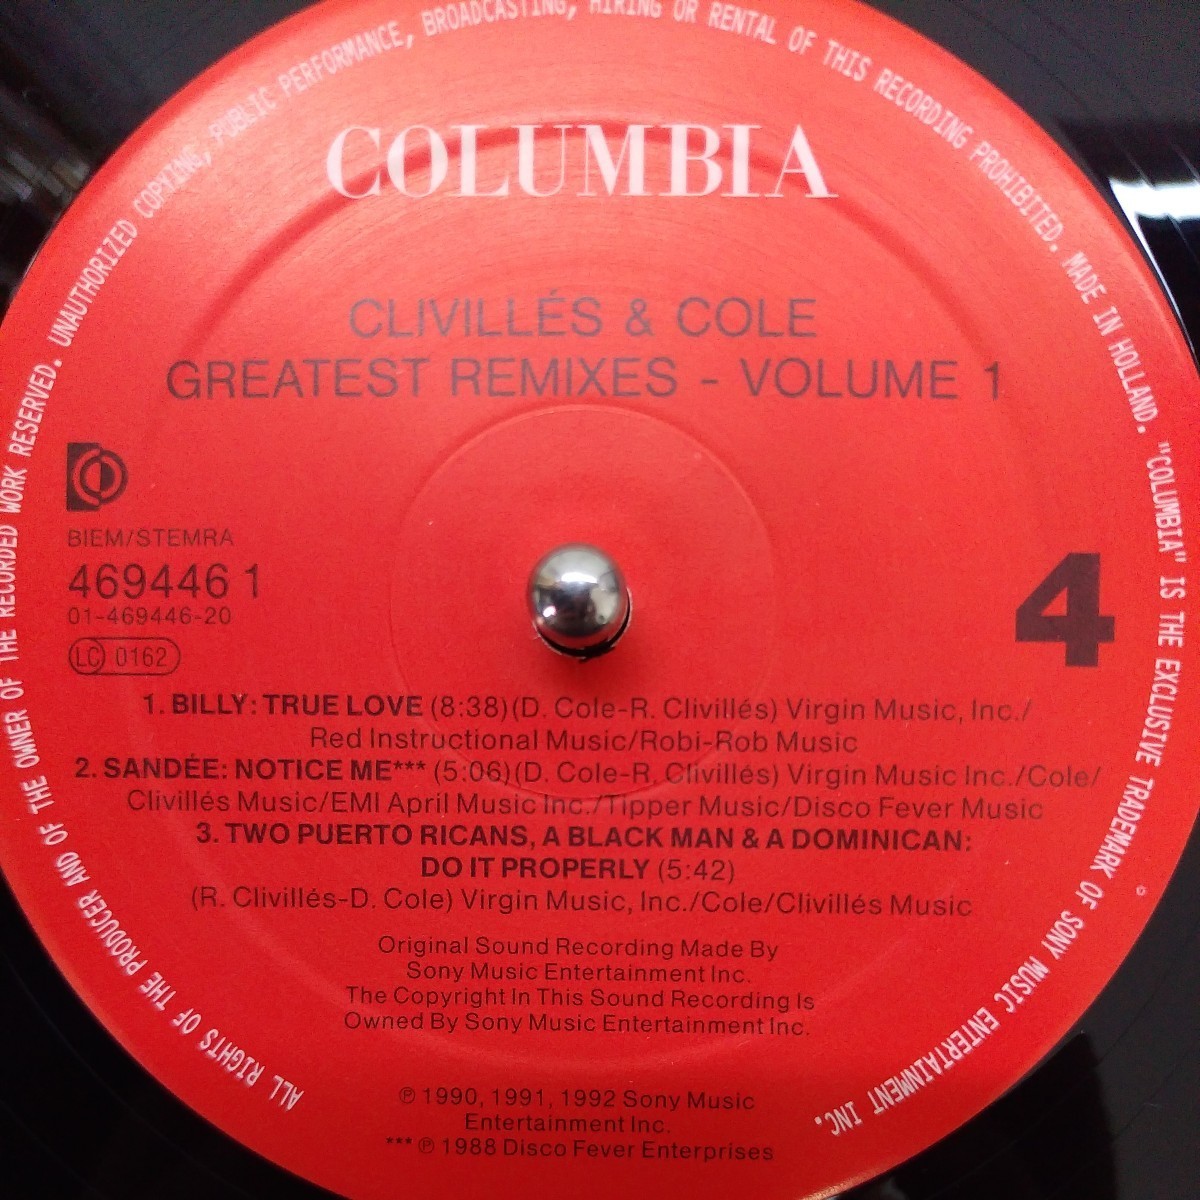 ALL RIGHTS OF THE PRODUCER AND OF THE OWNER OF THE RECORDED WORK RESERVED. UNAUTHORIZED COPYING, PUBLIC PERFORMANCE, BROADCASTING, HIRING OR RENTAL OF THIS RECORDING PROHIBITED. MADE IN HOLLAND. "COLUMBIA" IS THE EXCLUSIVE TRADEMARK OF SONY MUSIC ENTERTAINMENT INC.
COLUMBIA
CLIVILLÉS & COLE
GREATEST REMIXES - VOLUME 1
BIEM/STEMRA
469446 1
01-469446-20
LC 0162
4
1. BILLY: TRUE LOVE (8:38)(D. Cole-R. Clivillés) Virgin Music, Inc./
Red Instructional Music/Robi-Rob Music
2. SANDÉE: NOTICE ME*** (5:06)(D. Cole-R. Clivillés) Virgin Music Inc./Cole/
Clivillés Music/EMI April Music Inc./Tipper Music/Disco Fever Music
3. TWO PUERTO RICANS, A BLACK MAN & A DOMINICAN:
DO IT PROPERLY (5:42)
(R. Clivillés-D. Cole) Virgin Music, Inc./Cole/Clivillés Music
Original Sound Recording Made By
Sony Music Entertainment Inc.
The Copyright In This Sound Recording Is
Owned By Sony Music Entertainment Inc.
℗ 1990, 1991, 1992 Sony Music
Entertainment Inc.
*** ℗ 1988 Disco Fever Enterprises